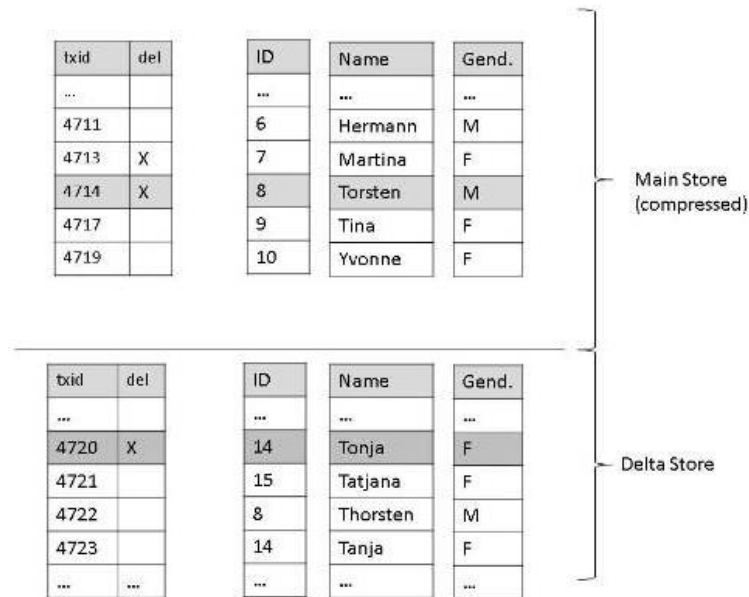 txid del ID Name Gend.
... ... ... ...
4711 6 Hermann M
4713 X 7 Martina F
4714 X 8 Torsten M
4717 9 Tina F
4719 10 Yvonne F
Main Store
(compressed)
txid del ID Name Gend.
... ... ... ...
4720 X 14 Tonja F
4721 15 Tatjana F
4722 8 Thorsten M
4723 14 Tanja F
... ... ... ... ...
Delta Store